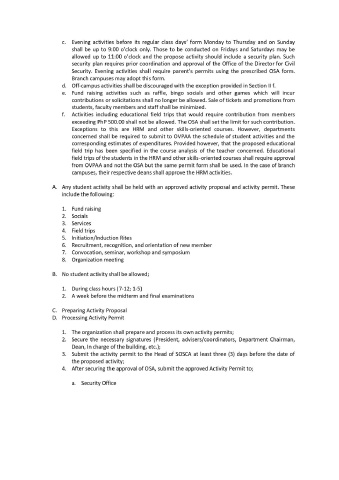 c. Evening activities before its regular class days' form Monday to Thursday and on Sunday
shall be up to 9:00 o'clock only. Those to be conducted on Fridays and Saturdays may be
allowed up to 11:00 o'clock and the propose activity should include a security plan. Such
security plan requires prior coordination and approval of the Office of the Director for Civil
Security. Evening activities shall require parent's permits using the prescribed OSA form.
Branch campuses may adopt this form.
d. Off-campus activities shall be discouraged with the exception provided in Section II f.
e. Fund raising activities such as raffle, bingo socials and other games which will incur
contributions or solicitations shall no longer be allowed. Sale of tickets and promotions from
students, faculty members and staff shall be minimized.
f. Activities including educational field trips that would require contribution from members
exceeding PhP 500.00 shall not be allowed. The OSA shall set the limit for such contribution.
Exceptions to this are HRM and other skills-oriented courses. However, departments
concerned shall be required to submit to OVPAA the schedule of student activities and the
corresponding estimates of expenditures. Provided however, that the proposed educational
field trip has been specified in the course analysis of the teacher concerned. Educational
field trips of the students in the HRM and other skills-oriented courses shall require approval
from OVPAA and not the OSA but the same permit form shall be used. In the case of branch
campuses, their respective deans shall approve the HRM activities.
A. Any student activity shall be held with an approved activity proposal and activity permit. These
include the following:
1. Fund raising
2. Socials
3. Services
4. Field trips
5. Initiation/Induction Rites
6. Recruitment, recognition, and orientation of new member
7. Convocation, seminar, workshop and symposium
8. Organization meeting
B. No student activity shall be allowed;
1. During class hours (7-12; 1-5)
2. A week before the midterm and final examinations
C. Preparing Activity Proposal
D. Processing Activity Permit
1. The organization shall prepare and process its own activity permits;
2. Secure the necessary signatures (President, advisers/coordinators, Department Chairman,
Dean, In charge of the building, etc.);
3. Submit the activity permit to the Head of SOSCA at least three (3) days before the date of
the proposed activity;
4. After securing the approval of OSA, submit the approved Activity Permit to;
a. Security Office